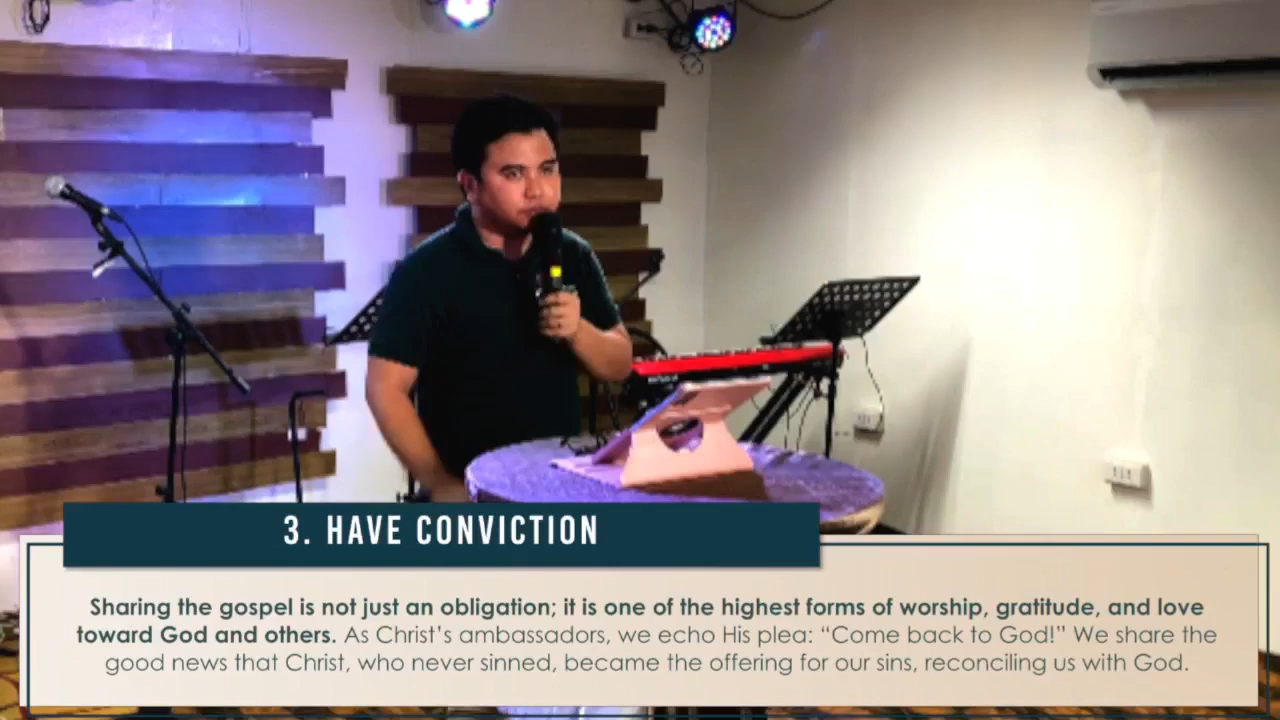 3. HAVE CONVICTION
Sharing the gospel is not just an obligation; it is one of the highest forms of worship, gratitude, and love
toward God and others. As Christ’s ambassadors, we echo His plea: “Come back to God!” We share the
good news that Christ, who never sinned, became the offering for our sins, reconciling us with God.